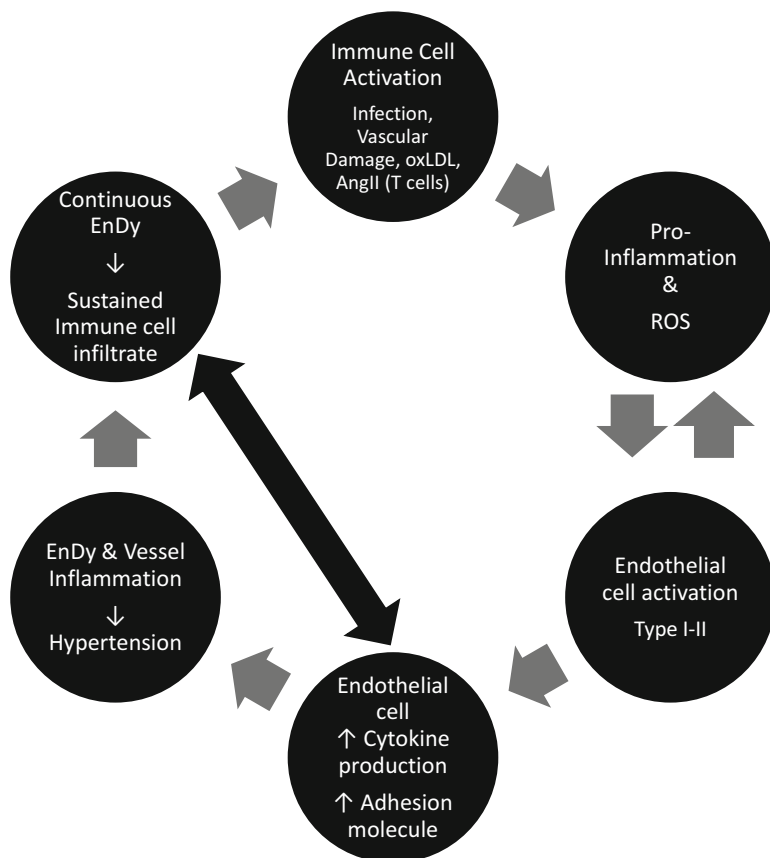 Immune Cell
Activation
Infection,
Vascular
Damage, oxLDL,
AngII (T cells)
Pro-
Inflammation
&
ROS
Endothelial
cell activation
Type I-II
Endothelial
cell
↑ Cytokine
production
↑ Adhesion
molecule
EnDy & Vessel
Inflammation
↓
Hypertension
Continuous
EnDy
↓
Sustained
Immune cell
infiltrate